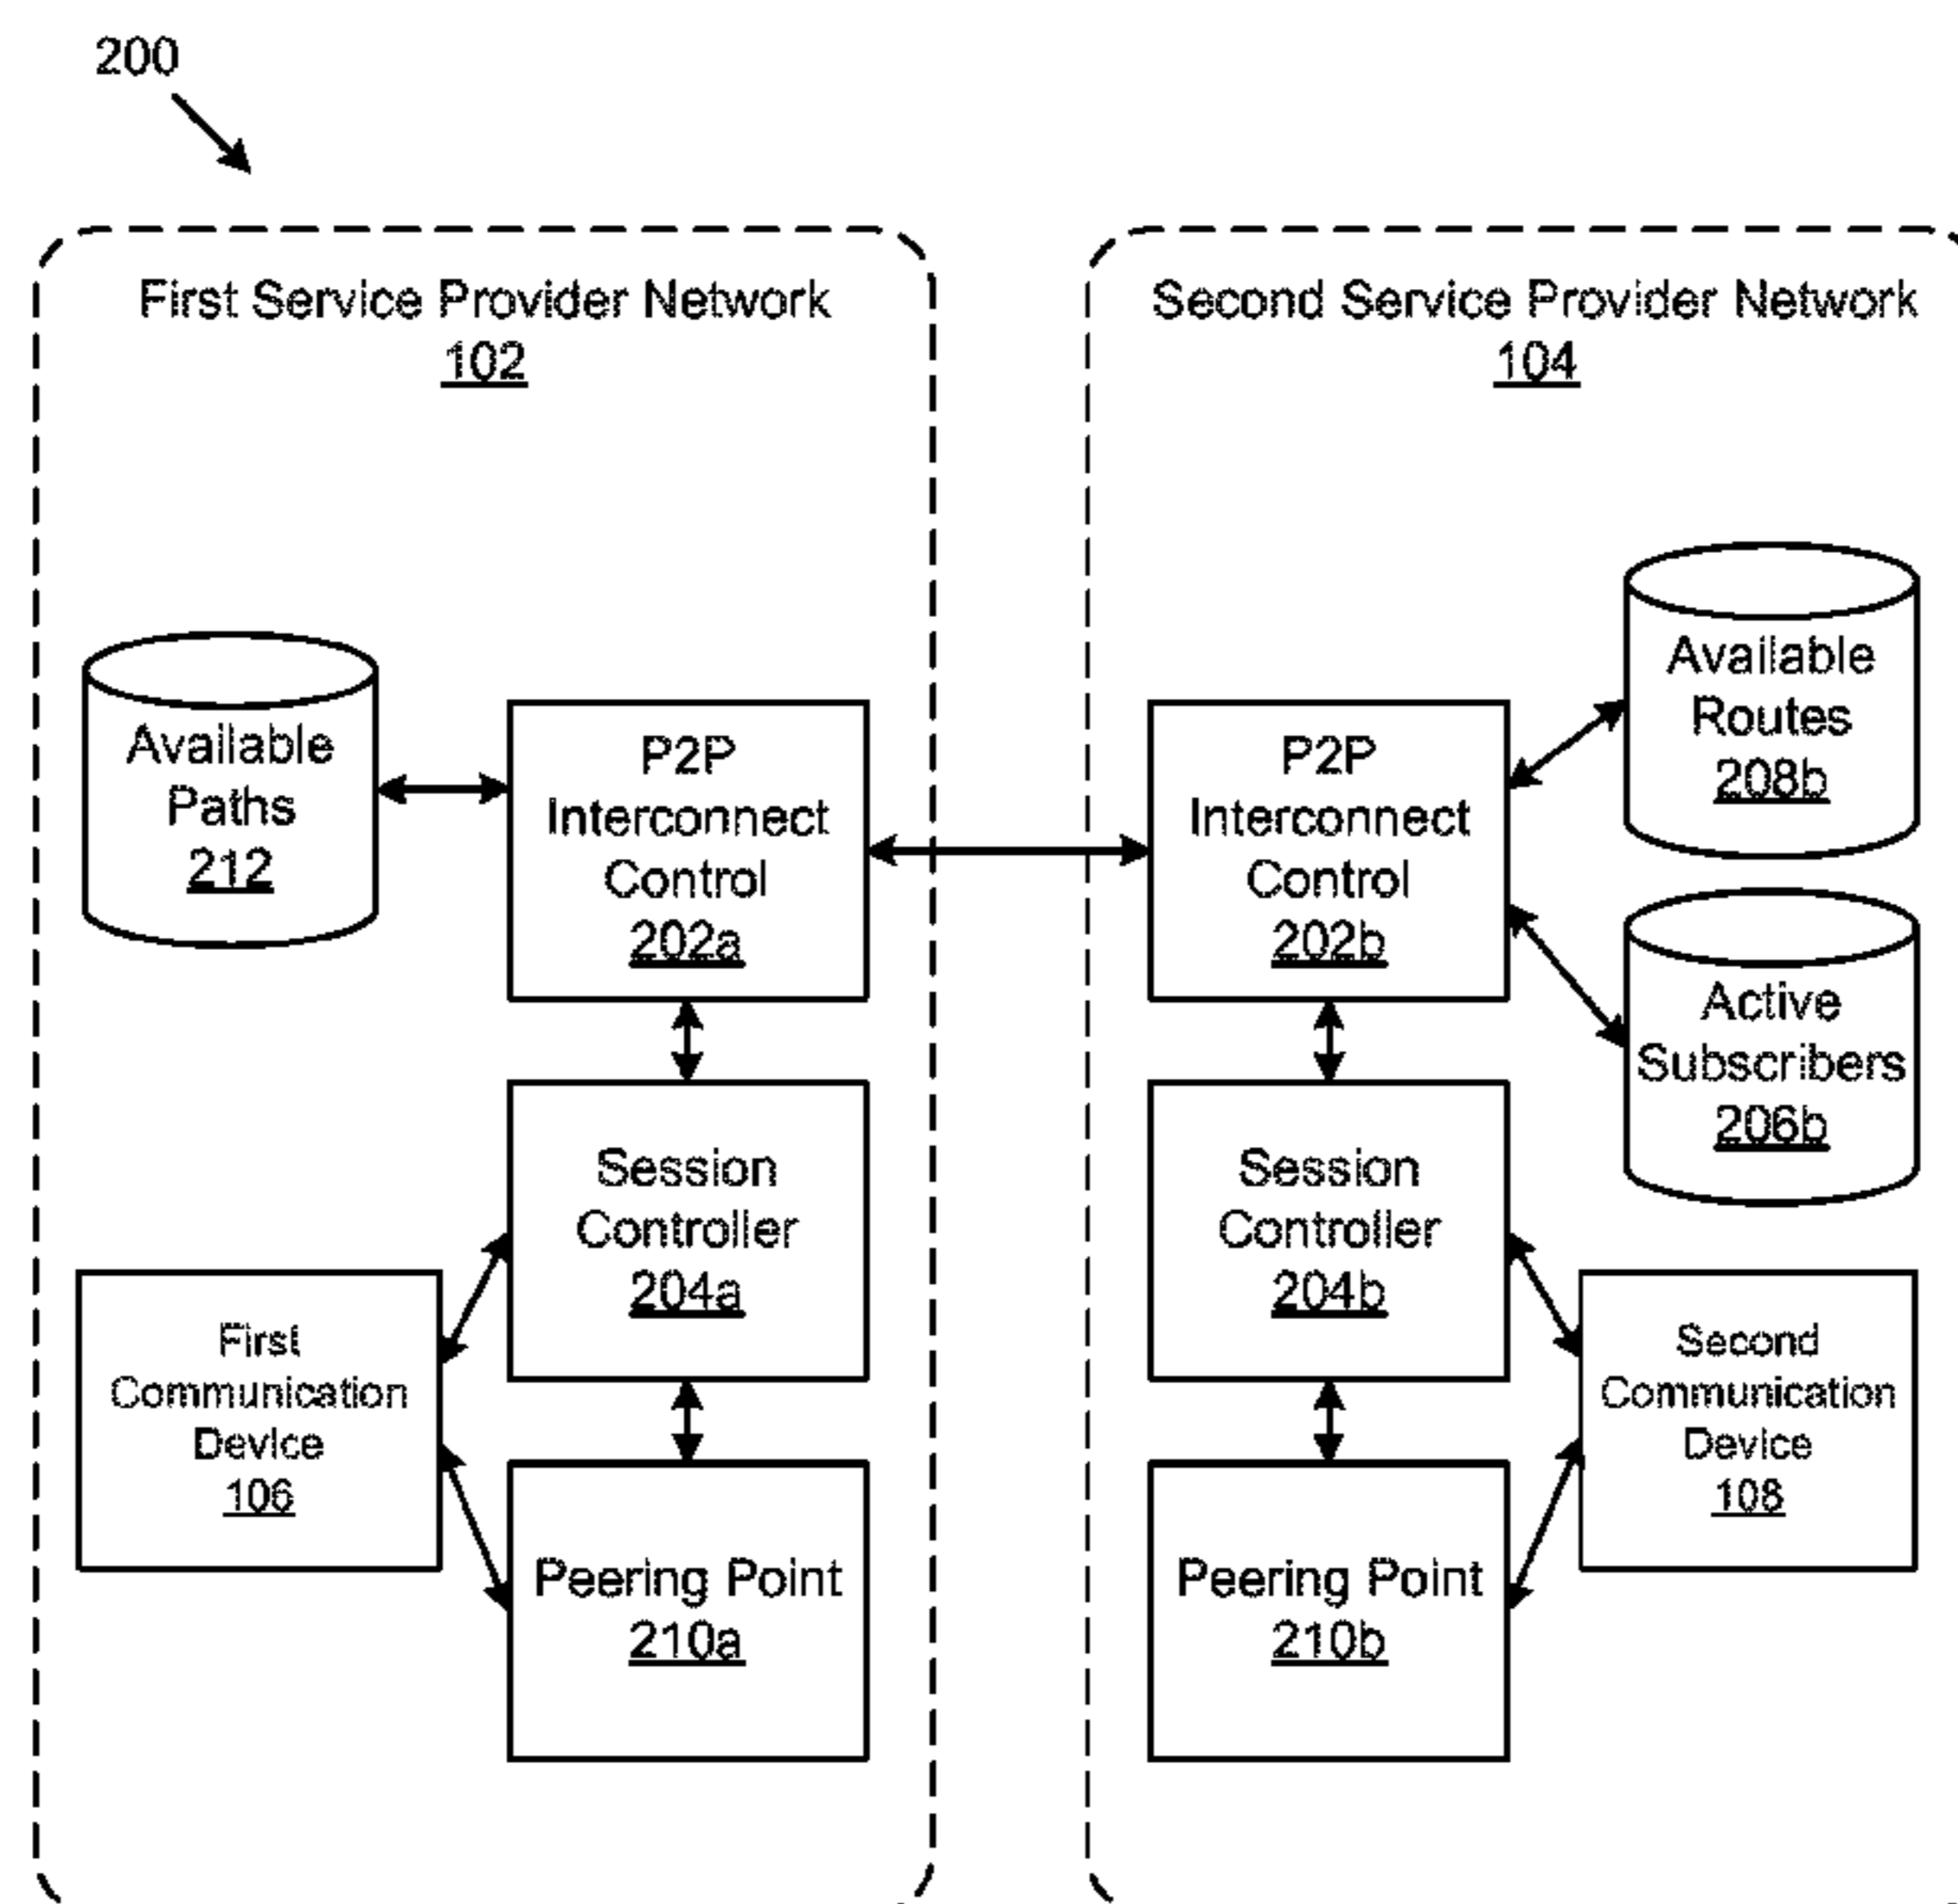 200
First Service Provider Network
102
Available
Paths
212
P2P
Interconnect
Control
202a
Session
Controller
204a
First
Communication
Device
106
Peering Point
210a
Second Service Provider Network
104
P2P
Interconnect
Control
202b
Available
Routes
208b
Active
Subscribers
206b
Session
Controller
204b
Second
Communication
Device
108
Peering Point
210b